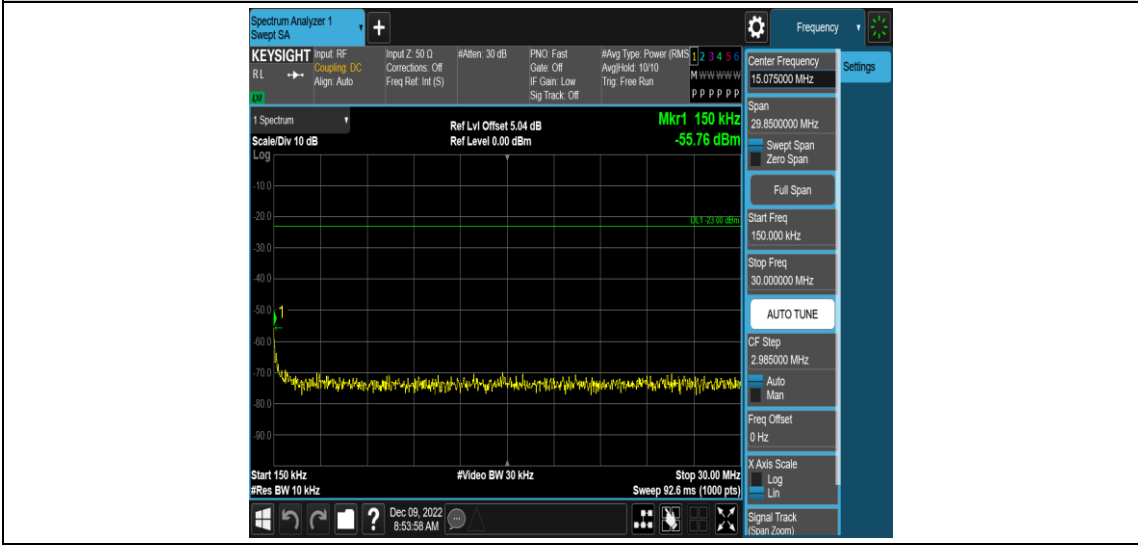 Spectrum Analyzer 1
Swept SA
+
Frequency
KEYSIGHT
RL
LM
Input: RF
Coupling: DC
Align: Auto
Input Z: 50 Ω
Corrections: Off
Freq Ref: Int (S)
#Atten: 30 dB
PNO: Fast
Gate: Off
IF Gain: Low
Sig Track: Off
#Avg Type: Power (RMS
Avg|Hold: 10/10
Trig: Free Run
1 2 3 4 5 6
M W W W W W
P P P P P P
1 Spectrum
Scale/Div 10 dB
Log
Ref Lvl Offset 5.04 dB
Ref Level 0.00 dBm
Mkr1 150 kHz
-55.76 dBm
-10.0
-20.0
DL1 -23.00 dBm
-30.0
-40.0
-50.0
1
-60.0
-70.0
-80.0
-90.0
Start 150 kHz
#Video BW 30 kHz
Stop 30.00 MHz
#Res BW 10 kHz
Sweep 92.6 ms (1000 pts)
?
Dec 09, 2022
8:53:58 AM
Center Frequency
15.075000 MHz
Settings
Span
29.8500000 MHz
Swept Span
Zero Span
Full Span
Start Freq
150.000 kHz
Stop Freq
30.000000 MHz
AUTO TUNE
CF Step
2.985000 MHz
Auto
Man
Freq Offset
0 Hz
X Axis Scale
Log
Lin
Signal Track
(Span Zoom)